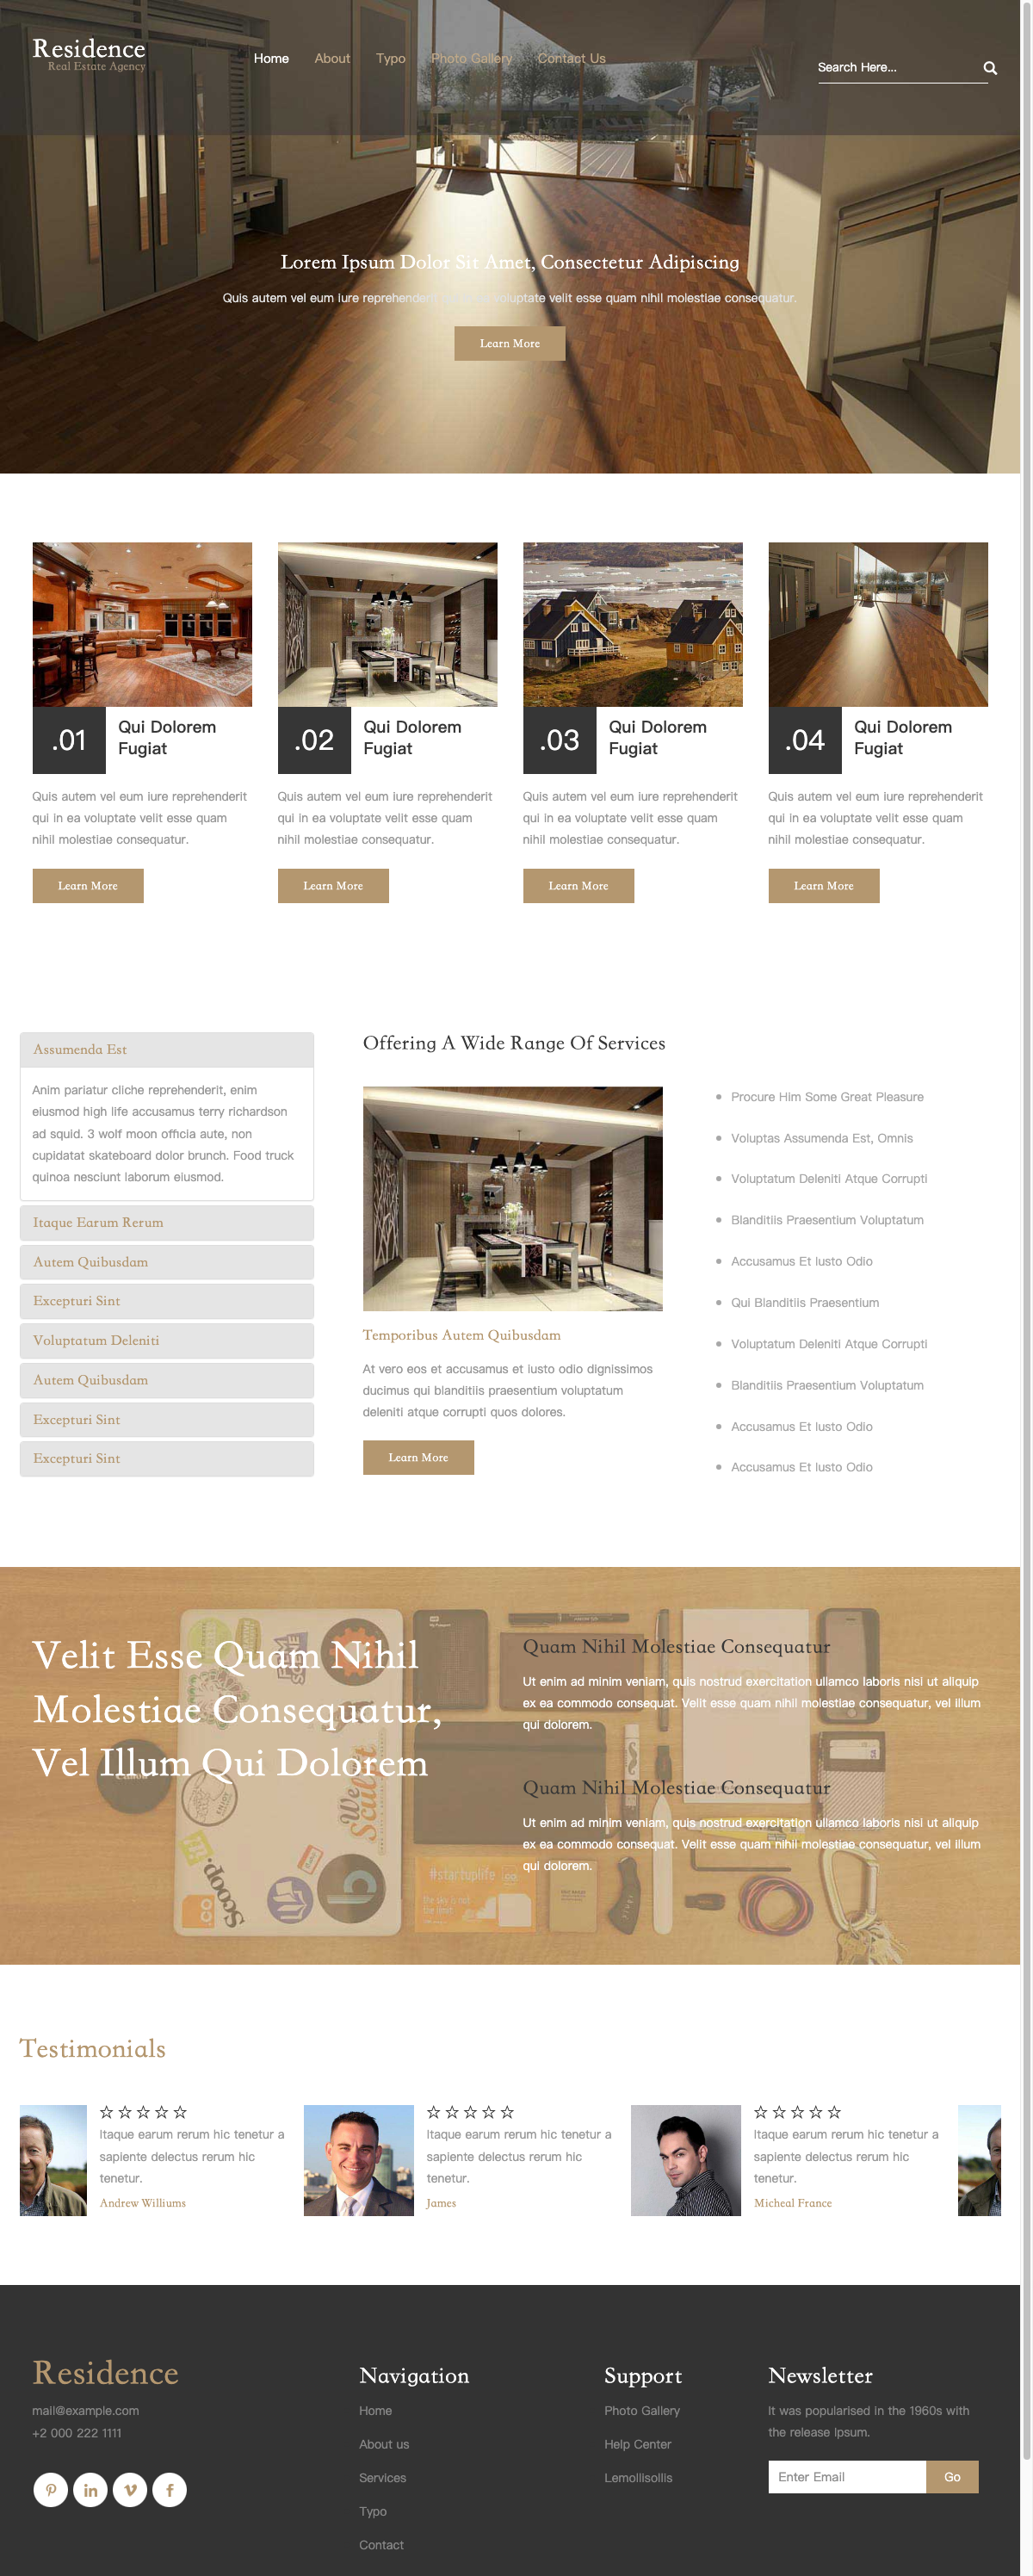 Residence
Real Estate Agency
Home About Typo Photo Gallery Contact Us
Search Here...
Lorem Ipsum Dolor Sit Amet, Consectetur Adipiscing
Quis autem vel eum iure reprehenderit qui in ea voluptate velit esse quam nihil molestiae consequatur.
Learn More
.01 Qui Dolorem
Fugiat
Quis autem vel eum iure reprehenderit
qui in ea voluptate velit esse quam
nihil molestiae consequatur.
Learn More
.02 Qui Dolorem
Fugiat
Quis autem vel eum iure reprehenderit
qui in ea voluptate velit esse quam
nihil molestiae consequatur.
Learn More
.03 Qui Dolorem
Fugiat
Quis autem vel eum iure reprehenderit
qui in ea voluptate velit esse quam
nihil molestiae consequatur.
Learn More
.04 Qui Dolorem
Fugiat
Quis autem vel eum iure reprehenderit
qui in ea voluptate velit esse quam
nihil molestiae consequatur.
Learn More
Assumenda Est
Anim pariatur cliche reprehenderit, enim
eiusmod high life accusamus terry richardson
ad squid. 3 wolf moon officia aute, non
cupidatat skateboard dolor brunch. Food truck
quinoa nesciunt laborum eiusmod.
Itaque Earum Rerum
Autem Quibusdam
Excepturi Sint
Voluptatum Deleniti
Autem Quibusdam
Excepturi Sint
Excepturi Sint
Offering A Wide Range Of Services
Temporibus Autem Quibusdam
At vero eos et accusamus et iusto odio dignissimos
ducimus qui blanditiis praesentium voluptatum
deleniti atque corrupti quos dolores.
Learn More
Procure Him Some Great Pleasure
Voluptas Assumenda Est, Omnis
Voluptatum Deleniti Atque Corrupti
Blanditiis Praesentium Voluptatum
Accusamus Et Iusto Odio
Qui Blanditiis Praesentium
Voluptatum Deleniti Atque Corrupti
Blanditiis Praesentium Voluptatum
Accusamus Et Iusto Odio
Accusamus Et Iusto Odio
Velit Esse Quam Nihil
Molestiae Consequatur,
Vel Illum Qui Dolorem
Quam Nihil Molestiae Consequatur
Ut enim ad minim veniam, quis nostrud exercitation ullamco laboris nisi ut aliquip
ex ea commodo consequat. Velit esse quam nihil molestiae consequatur, vel illum
qui dolorem.
Quam Nihil Molestiae Consequatur
Ut enim ad minim veniam, quis nostrud exercitation ullamco laboris nisi ut aliquip
ex ea commodo consequat. Velit esse quam nihil molestiae consequatur, vel illum
qui dolorem.
#startuplife
Scoop.
.CO
Testimonials
Itaque earum rerum hic tenetur a
sapiente delectus rerum hic
tenetur.
Andrew Williums
Itaque earum rerum hic tenetur a
sapiente delectus rerum hic
tenetur.
James
Itaque earum rerum hic tenetur a
sapiente delectus rerum hic
tenetur.
Micheal France
Residence
mail@example.com
+2 000 222 1111
Navigation
Home
About us
Services
Typo
Contact
Support
Photo Gallery
Help Center
Lemollisollis
Newsletter
It was popularised in the 1960s with
the release Ipsum.
Enter Email Go